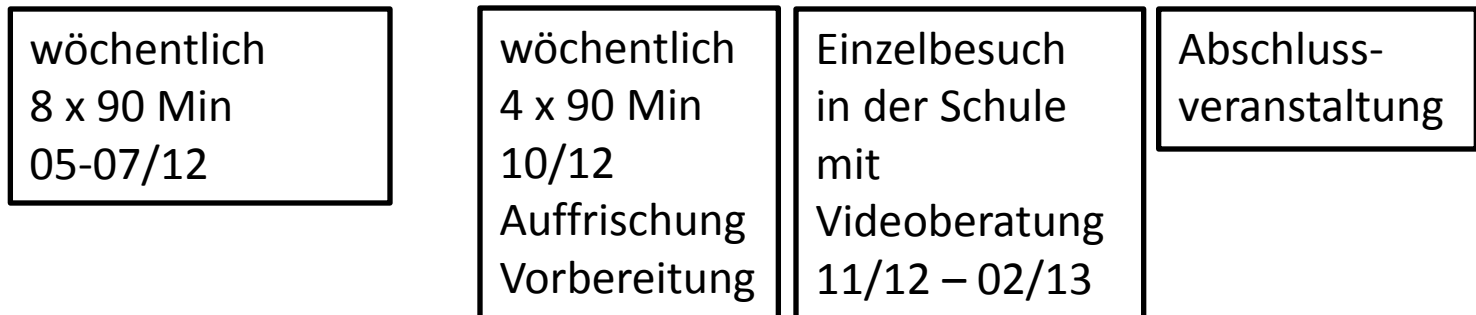 wöchentlich
8 x 90 Min
05-07/12
wöchentlich
4 x 90 Min
10/12
Auffrischung
Vorbereitung
Einzelbesuch
in der Schule
mit
Videoberatung
11/12 – 02/13
Abschluss-
veranstaltung